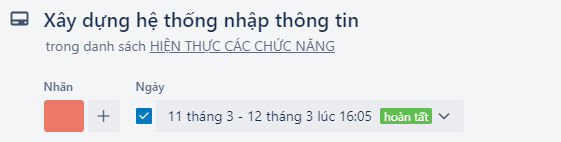 Xây dựng hệ thống nhập thông tin
trong danh sách HIỆN THỰC CÁC CHỨC NĂNG
Nhãn Ngày
11 tháng 3 - 12 tháng 3 lúc 16:05 hoàn tất